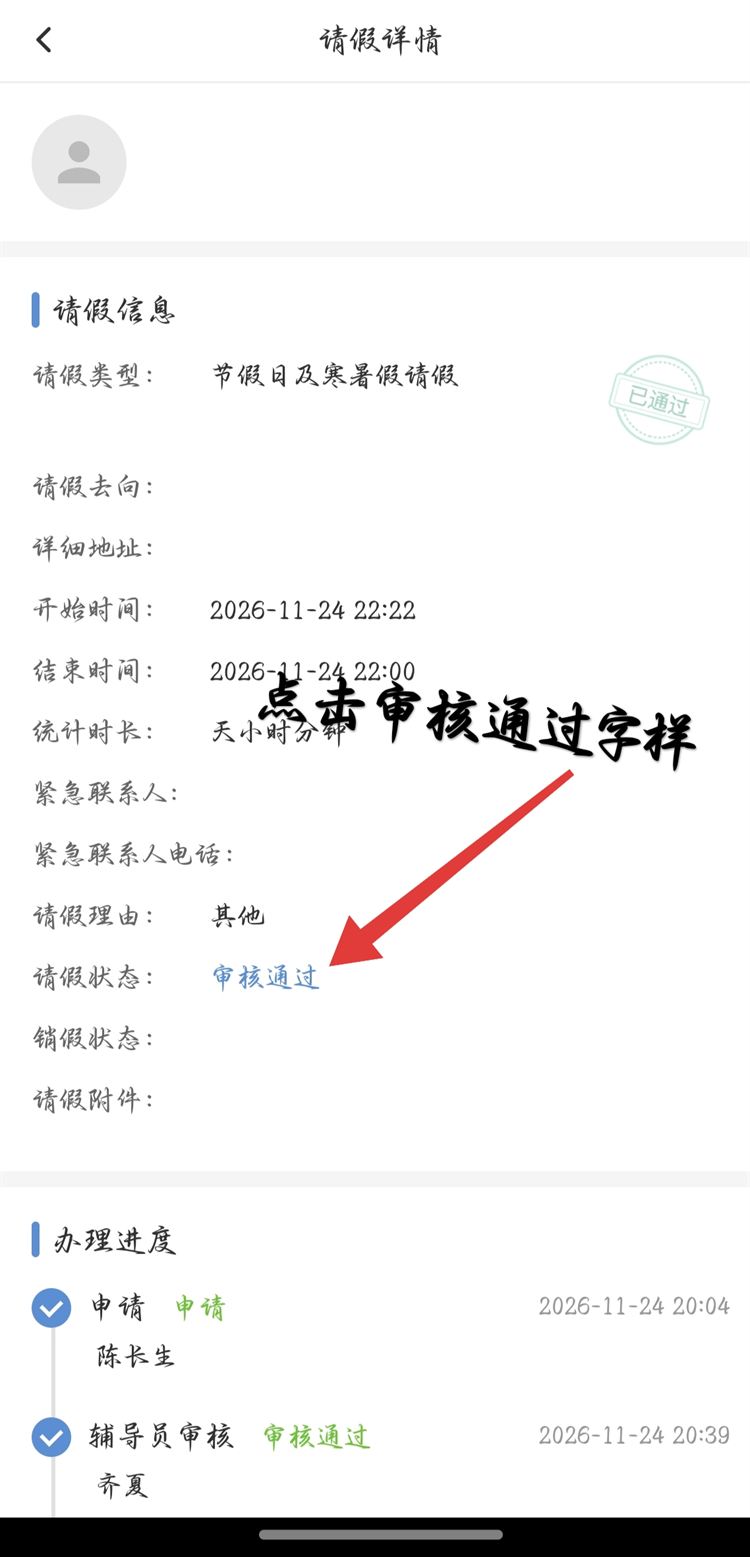 请假详情
请假信息
请假类型： 节假日及寒暑假请假
已通过
请假去向：
详细地址：
开始时间： 2026-11-24 22:22
结束时间： 2026-11-24 22:00
点击审核通过字样
统计时长： 天小时分钟
紧急联系人：
紧急联系人电话：
请假理由： 其他
请假状态： 审核通过
销假状态：
请假附件：
办理进度
申请 申请 2026-11-24 20:04
陈长生
辅导员审核 审核通过 2026-11-24 20:39
齐夏